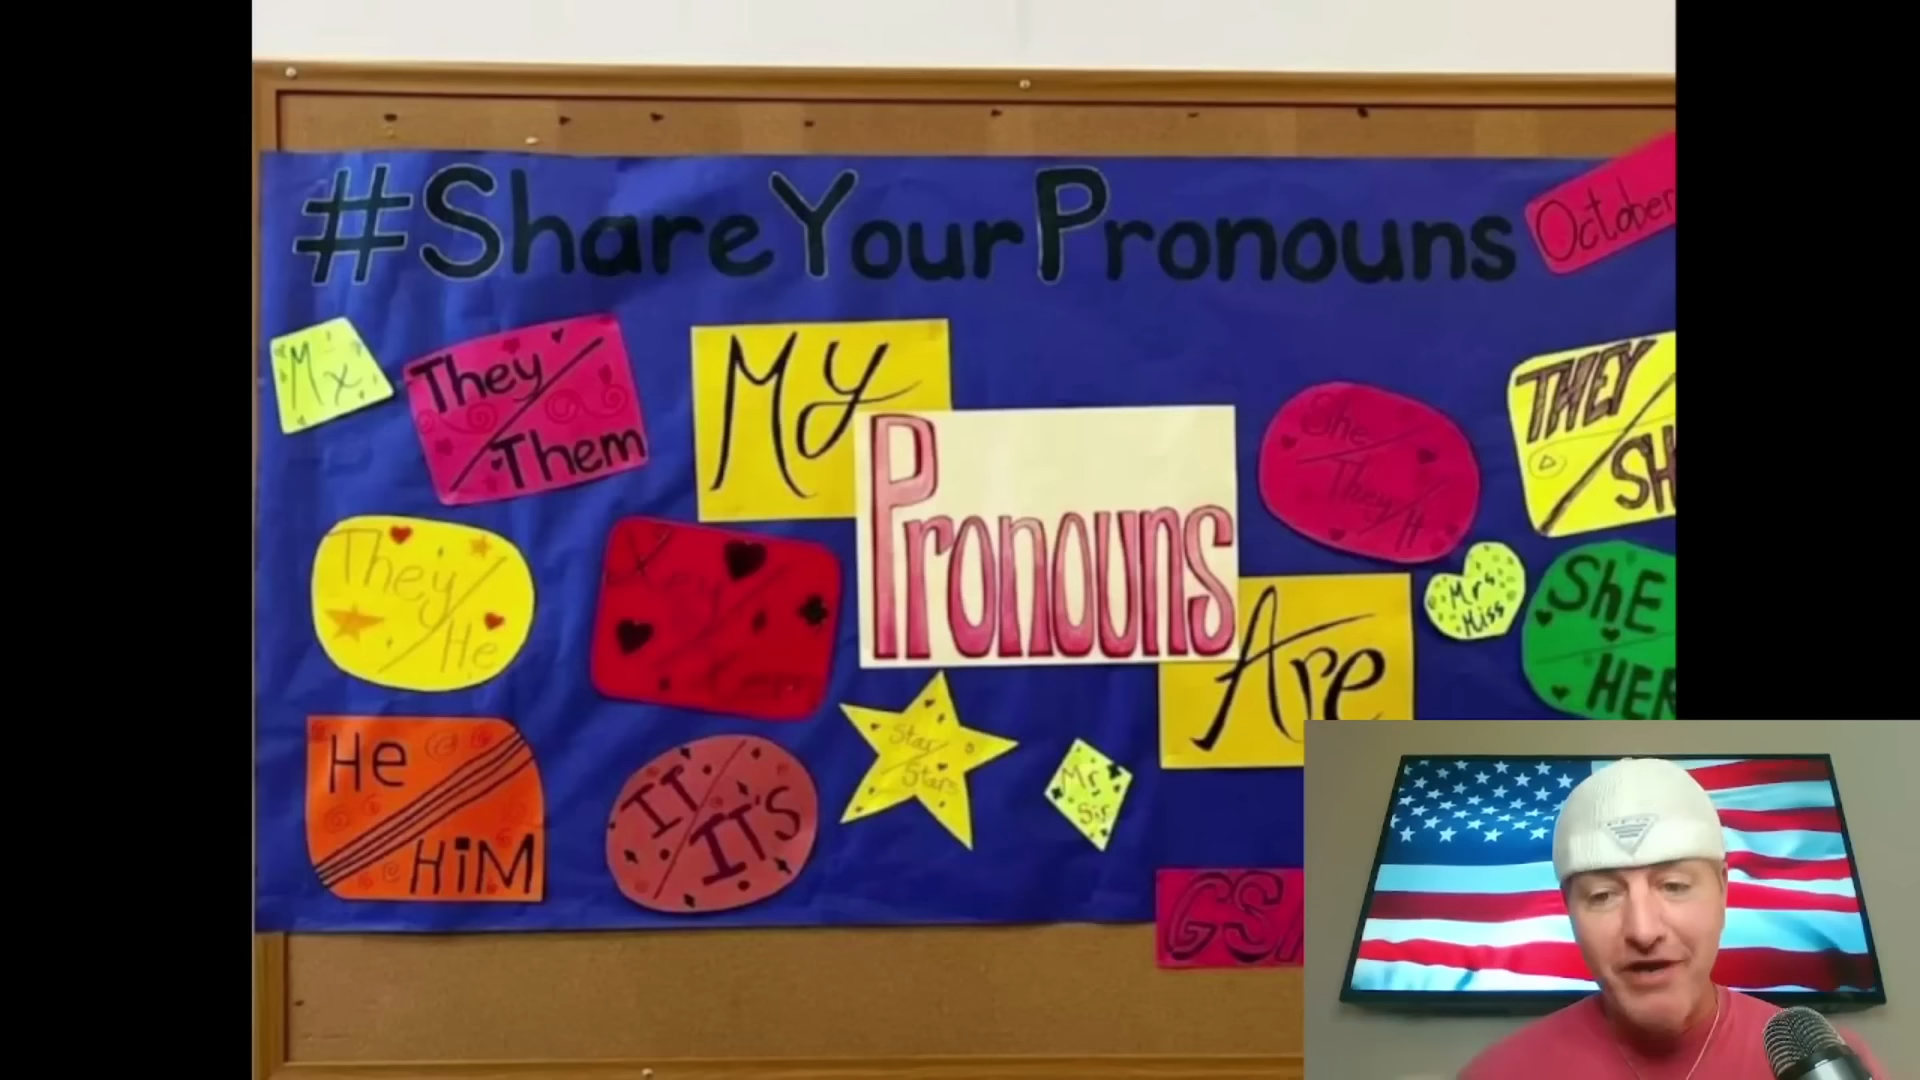 #ShareYourPronouns
October
Mx
They/
Them
My
Pronouns
Are
She/
They/H
THEY/
SH
They/
He
Xey/
Mrs
Miss
ShE/
HER
He
HiM
IT/
IT'S
Star/
Stars
Mr
Sir
GS